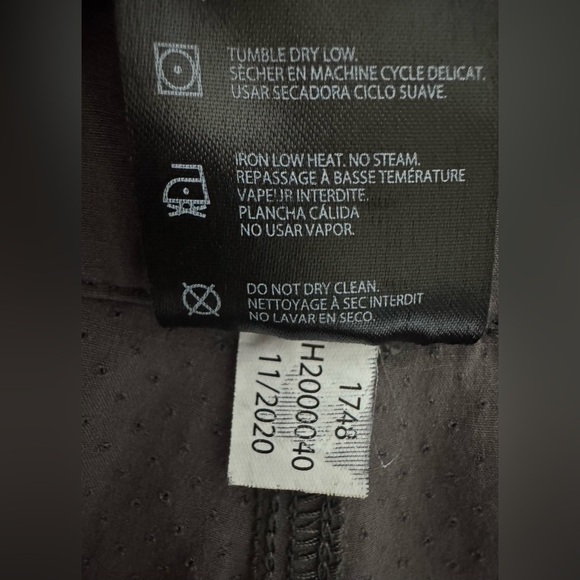 TUMBLE DRY LOW.
SÈCHER EN MACHINE CYCLE DELICAT.
USAR SECADORA CICLO SUAVE.
IRON LOW HEAT. NO STEAM.
REPASSAGE À BASSE TEMÉRATURE
VAPEUR INTERDITE.
PLANCHA CÁLIDA
NO USAR VAPOR.
DO NOT DRY CLEAN.
NETTOYAGE À SEC INTERDIT
NO LAVAR EN SECO.
1748
H2000040
11/2020